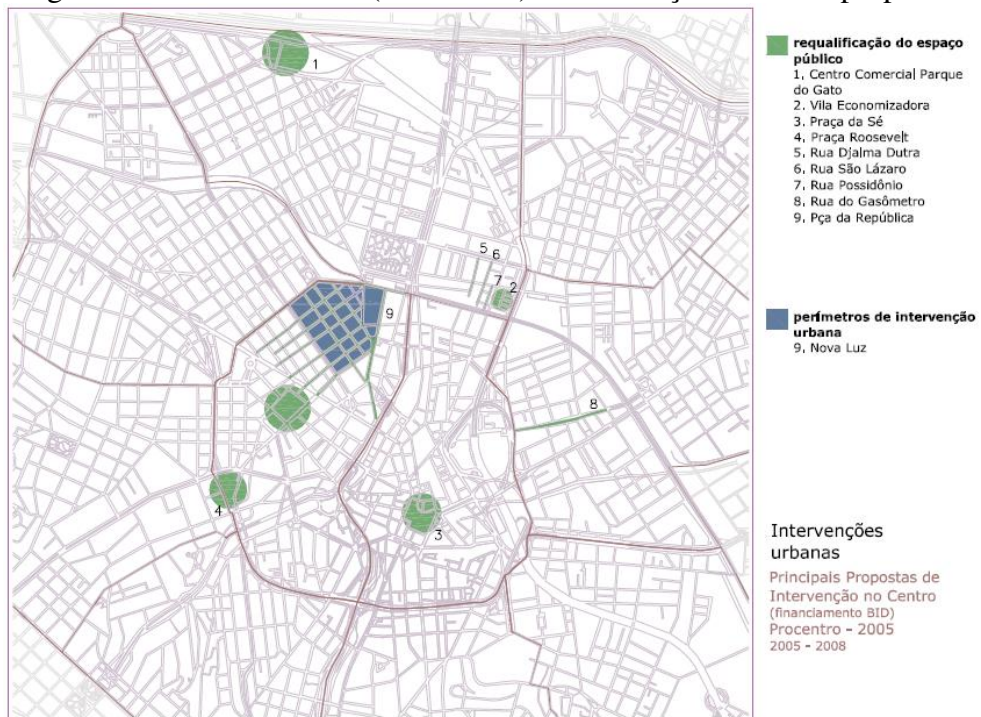 requalificação do espaço
público
1, Centro Comercial Parque
do Gato
2. Vila Economizadora
3. Praça da Sé
4. Praça Roosevelt
5, Rua Djalma Dutra
6. Rua São Lázaro
7, Rua Possidônio
8, Rua do Gasômetro
9. Pça da República
perímetros de intervenção
urbana
9, Nova Luz
Intervenções
urbanas
Principais Propostas de
Intervenção no Centro
(financiamento BID)
Procentro - 2005
2005 - 2008
1
5 6
7 2
9
8
4
3